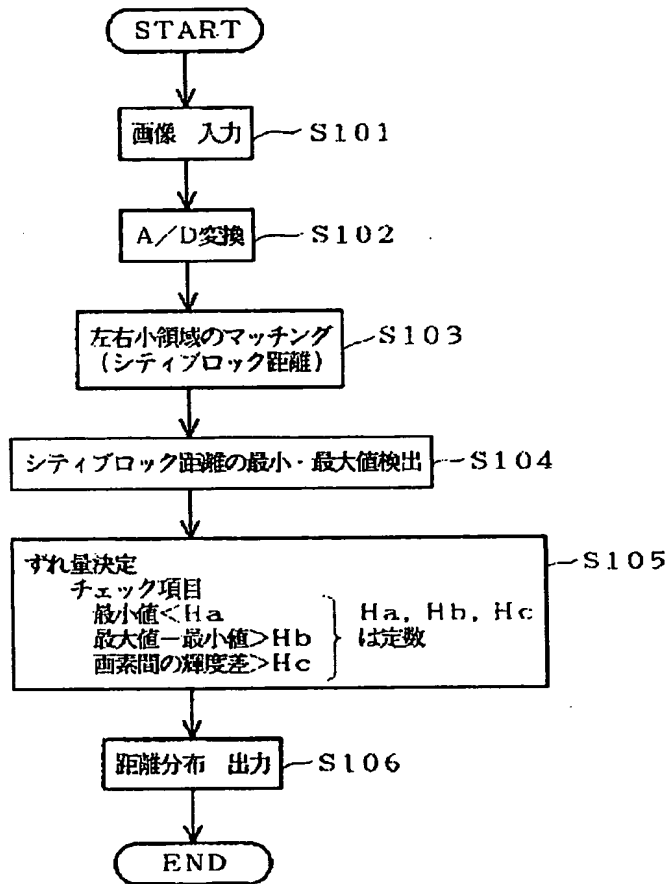 START
画像 入力 S101
A/D変換 S102
左右小領域のマッチング
(シティブロック距離) S103
シティブロック距離の最小・最大値検出 S104
ずれ量決定 S105
チェック項目
最小値<Ha
最大値-最小値>Hb
画素間の輝度差>Hc
Ha, Hb, Hc
は定数
距離分布 出力 S106
END